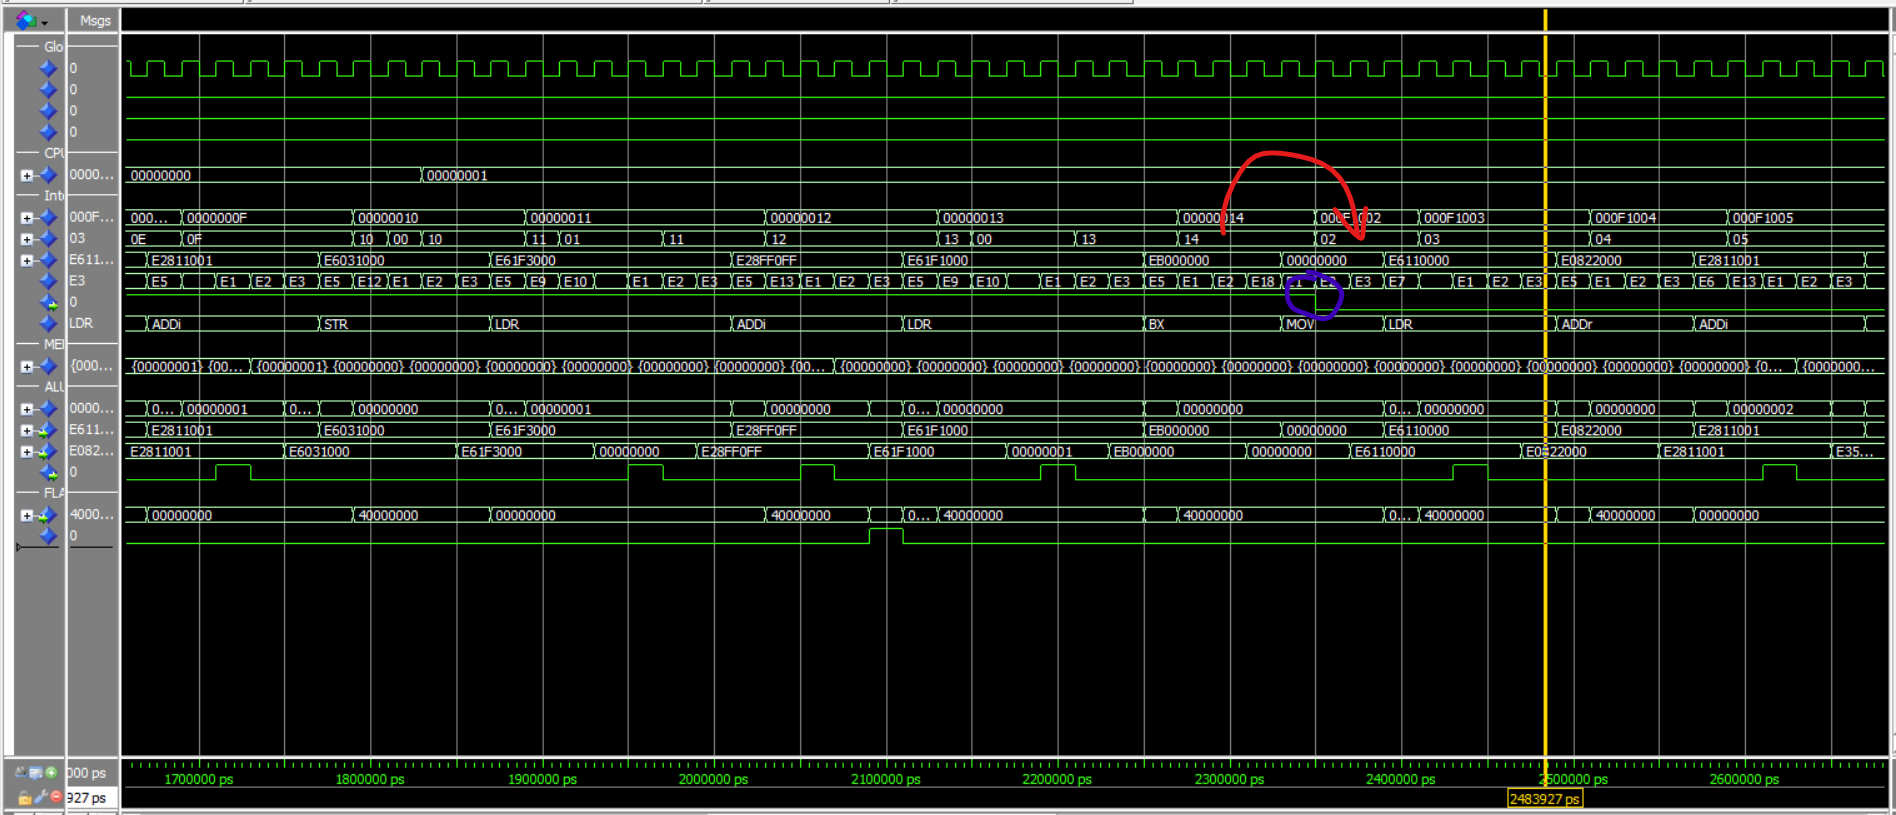 Msgs
Glo
0
0
0
0
CPU
0000... 00000000 00000001
Inte
000F... 000... 0000000F 00000010 00000011 00000012 00000013 00000014 000F1002 000F1003 000F1004 000F1005
03 0E 0F 10 00 10 11 01 11 12 13 00 13 14 02 03 04 05
E611... E2811001 E6031000 E61F3000 E28FF0FF E61F1000 EB000000 00000000 E6110000 E0822000 E2811001
E3 E5 E1 E2 E3 E5 E12 E1 E2 E3 E5 E9 E10 E1 E2 E3 E5 E13 E1 E2 E3 E5 E9 E10 E1 E2 E3 E5 E1 E2 E18 E1 E2 E3 E7 E1 E2 E3 E5 E1 E2 E3 E6 E13 E1 E2 E3
0
LDR ADDi STR LDR ADDi LDR BX MOV LDR ADDr ADDi
MEI
{000... {00000001} {00... {00000001} {00000000} {00000000} {00000000} {00000000} {00000000} {00000000} {00... {00000000} {00000000} {00000000} {00000000} {00000000} {00000000} {00000000} {00000000} {00000000} {00000000} {00000000} {00000000} {0... {0000000...
ALU
0000... 0... 00000001 0... 00000000 0... 00000001 00000000 0... 00000000 00000000 0... 00000000 00000000 00000002
E611... E2811001 E6031000 E61F3000 E28FF0FF E61F1000 EB000000 00000000 E6110000 E0822000 E2811001
E082... E2811001 E6031000 E61F3000 00000000 E28FF0FF E61F1000 00000001 EB000000 00000000 E6110000 E0822000 E2811001 E35...
0
FLA
4000... 00000000 40000000 00000000 40000000 0... 40000000 40000000 0... 40000000 40000000 00000000
0
000 ps 1700000 ps 1800000 ps 1900000 ps 2000000 ps 2100000 ps 2200000 ps 2300000 ps 2400000 ps 2500000 ps 2600000 ps
927 ps 2483927 ps